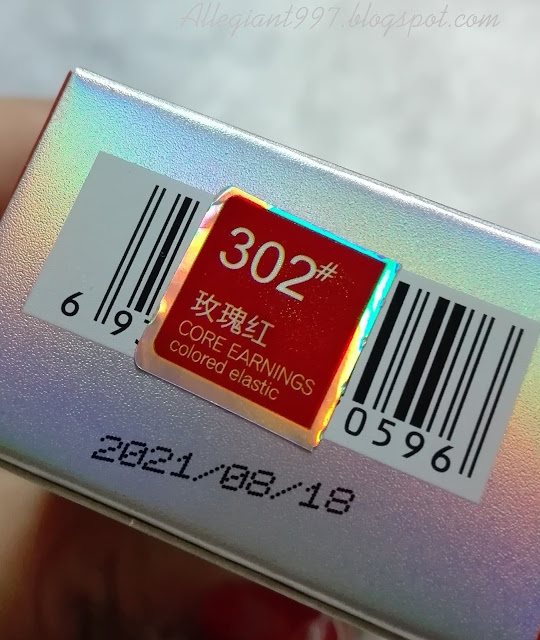 Allegiant997.blogspot.com
302#
玫瑰红
CORE EARNINGS
colored elastic
6 9
0596
2021/08/18